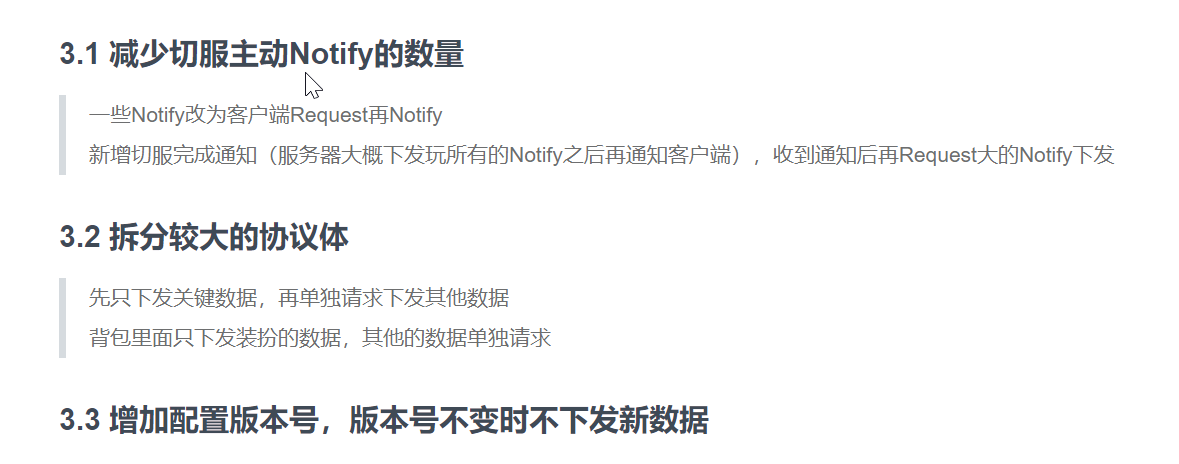 3.1 减少切服主动Notify的数量
一些Notify改为客户端Request再Notify
新增切服完成通知（服务器大概下发玩所有的Notify之后再通知客户端），收到通知后再Request大的Notify下发
3.2 拆分较大的协议体
先只下发关键数据，再单独请求下发其他数据
背包里面只下发装扮的数据，其他的数据单独请求
3.3 增加配置版本号，版本号不变时不下发新数据